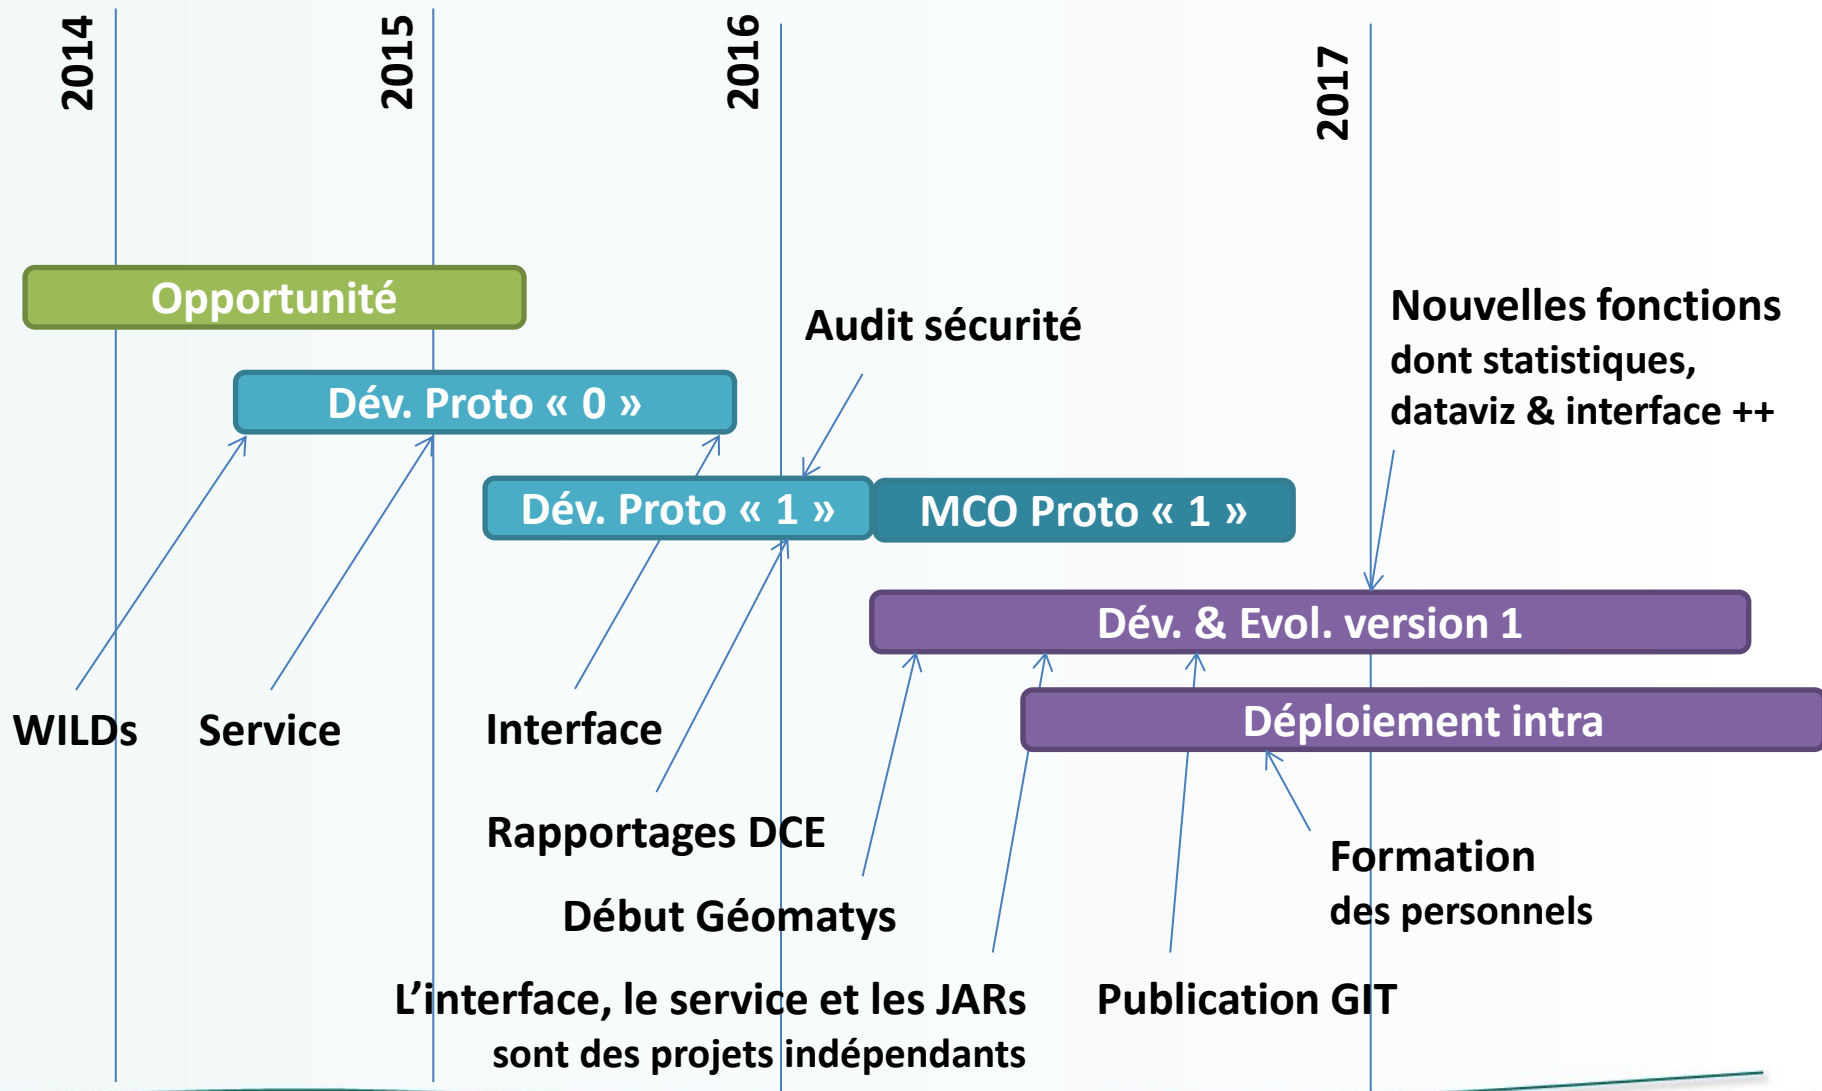 2014
2015
2016
2017
Opportunité
Audit sécurité
Nouvelles fonctions
dont statistiques,
dataviz & interface ++
Dév. Proto « 0 »
Dév. Proto « 1 »
MCO Proto « 1 »
Dév. & Evol. version 1
Déploiement intra
WILDs
Service
Interface
Rapportages DCE
Formation
des personnels
Début Géomatys
L’interface, le service et les JARs
sont des projets indépendants
Publication GIT